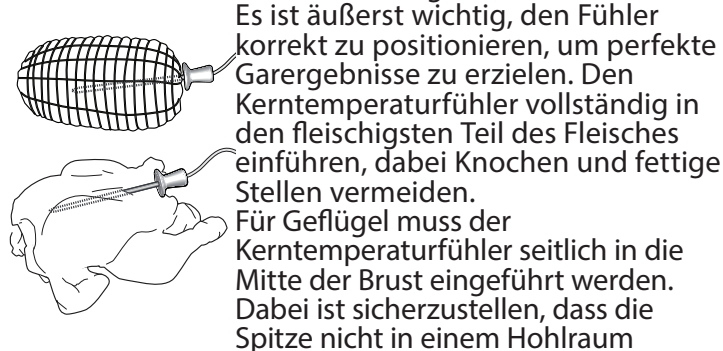 Es ist äußerst wichtig, den Fühler
korrekt zu positionieren, um perfekte
Garergebnisse zu erzielen. Den
Kerntemperaturfühler vollständig in
den fleischigsten Teil des Fleisches
einführen, dabei Knochen und fettige
Stellen vermeiden.
Für Geflügel muss der
Kerntemperaturfühler seitlich in die
Mitte der Brust eingeführt werden.
Dabei ist sicherzustellen, dass die
Spitze nicht in einem Hohlraum